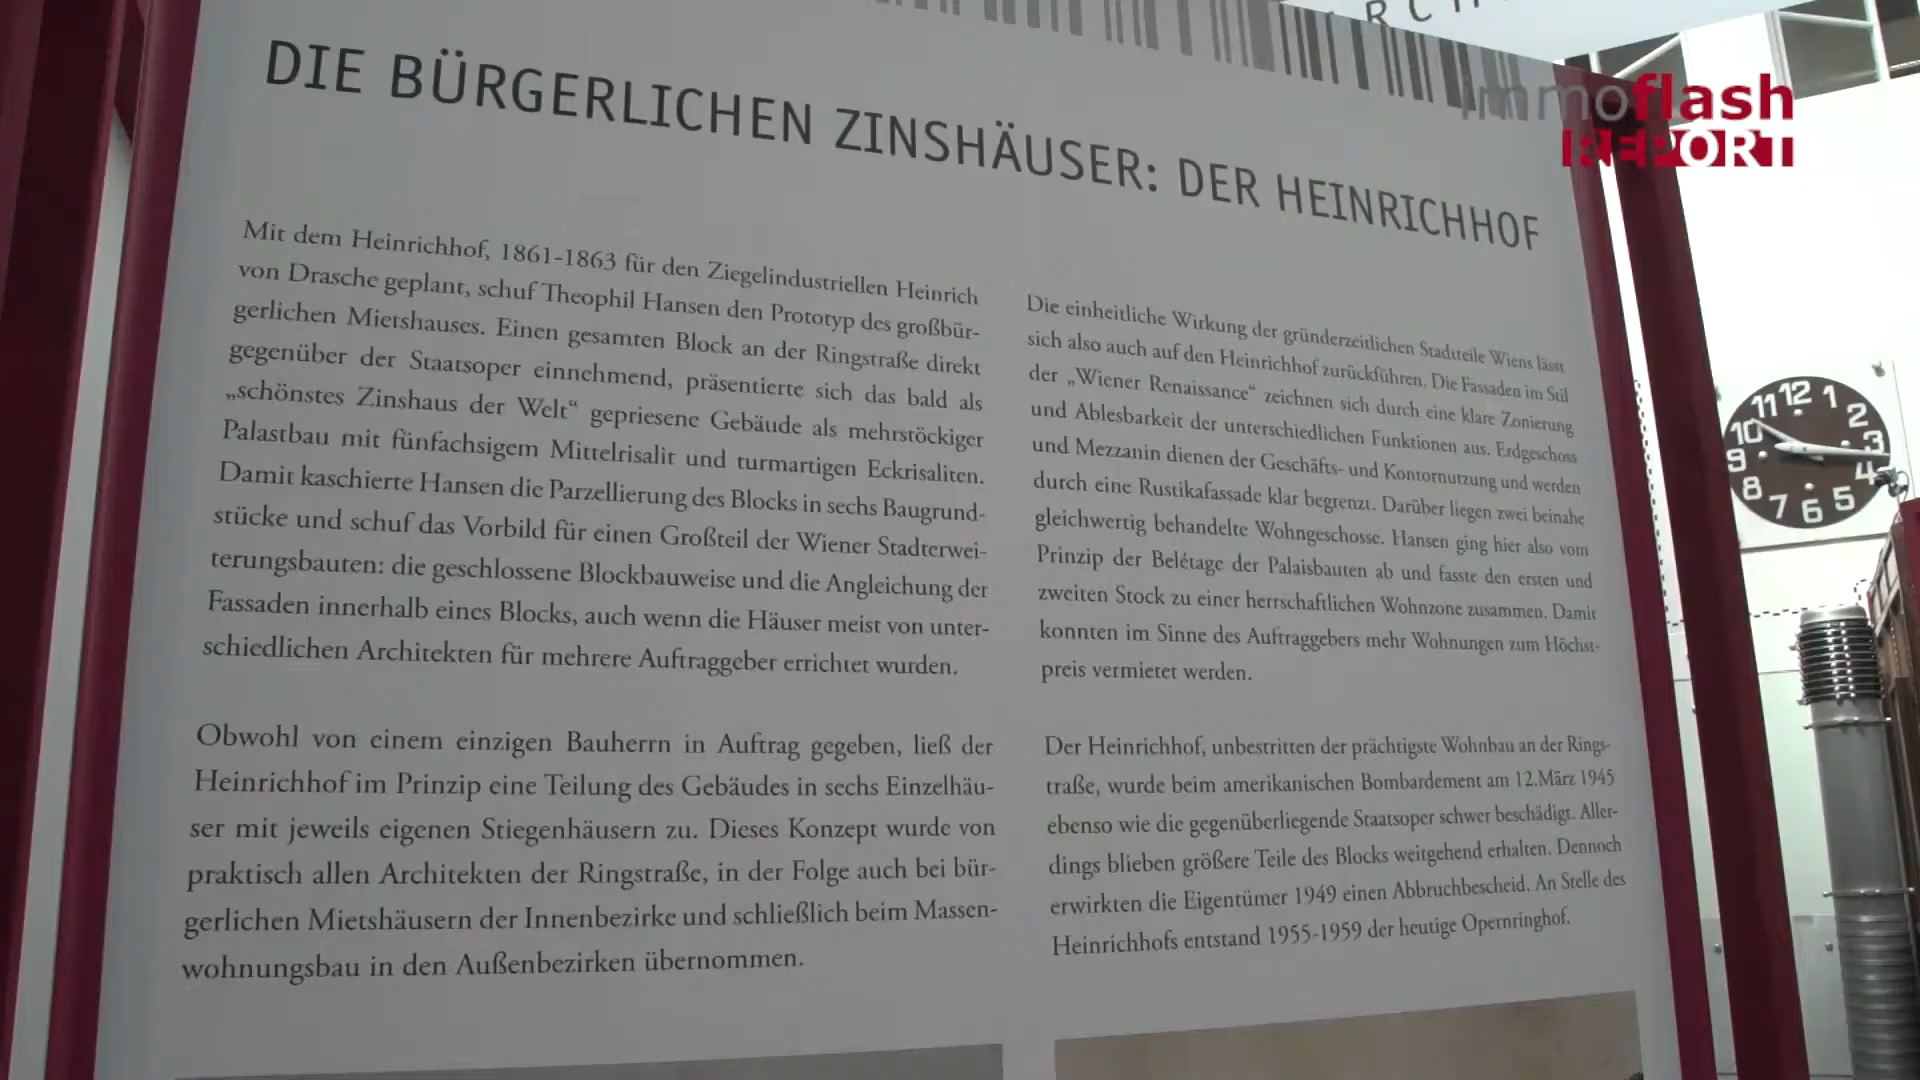 DIE BÜRGERLICHEN ZINSHÄUSER: DER HEINRICHHOF
Mit dem Heinrichhof, 1861-1863 für den Ziegelindustriellen Heinrich
von Drasche geplant, schuf Theophil Hansen den Prototyp des großbür-
gerlichen Mietshauses. Einen gesamten Block an der Ringstraße direkt
gegenüber der Staatsoper einnehmend, präsentierte sich das bald als
„schönstes Zinshaus der Welt“ gepriesene Gebäude als mehrstöckiger
Palastbau mit fünfachsigem Mittelrisalit und turmartigen Eckrisaliten.
Damit kaschierte Hansen die Parzellierung des Blocks in sechs Baugrund-
stücke und schuf das Vorbild für einen Großteil der Wiener Stadterwei-
terungsbauten: die geschlossene Blockbauweise und die Angleichung der
Fassaden innerhalb eines Blocks, auch wenn die Häuser meist von unter-
schiedlichen Architekten für mehrere Auftraggeber errichtet wurden.
Obwohl von einem einzigen Bauherrn in Auftrag gegeben, ließ der
Heinrichhof im Prinzip eine Teilung des Gebäudes in sechs Einzelhäu-
ser mit jeweils eigenen Stiegenhäusern zu. Dieses Konzept wurde von
praktisch allen Architekten der Ringstraße, in der Folge auch bei bür-
gerlichen Mietshäusern der Innenbezirke und schließlich beim Massen-
wohnungsbau in den Außenbezirken übernommen.
Die einheitliche Wirkung der gründerzeitlichen Stadtteile Wiens lässt
sich also auch auf den Heinrichhof zurückführen. Die Fassaden im Stil
der „Wiener Renaissance“ zeichnen sich durch eine klare Zonierung
und Ablesbarkeit der unterschiedlichen Funktionen aus. Erdgeschoss
und Mezzanin dienen der Geschäfts- und Kontornutzung und werden
durch eine Rustikafassade klar begrenzt. Darüber liegen zwei beinahe
gleichwertig behandelte Wohngeschosse. Hansen ging hier also vom
Prinzip der Belétage der Palaisbauten ab und fasste den ersten und
zweiten Stock zu einer herrschaftlichen Wohnzone zusammen. Damit
konnten im Sinne des Auftraggebers mehr Wohnungen zum Höchst-
preis vermietet werden.
Der Heinrichhof, unbestritten der prächtigste Wohnbau an der Rings-
traße, wurde beim amerikanischen Bombardement am 12.März 1945
ebenso wie die gegenüberliegende Staatsoper schwer beschädigt. Aller-
dings blieben größere Teile des Blocks weitgehend erhalten. Dennoch
erwirkten die Eigentümer 1949 einen Abbruchbescheid. An Stelle des
Heinrichhofs entstand 1955-1959 der heutige Opernringhof.
immoflash
REPORT
12 1 2 3 4 5 6 7 8 9 10 11